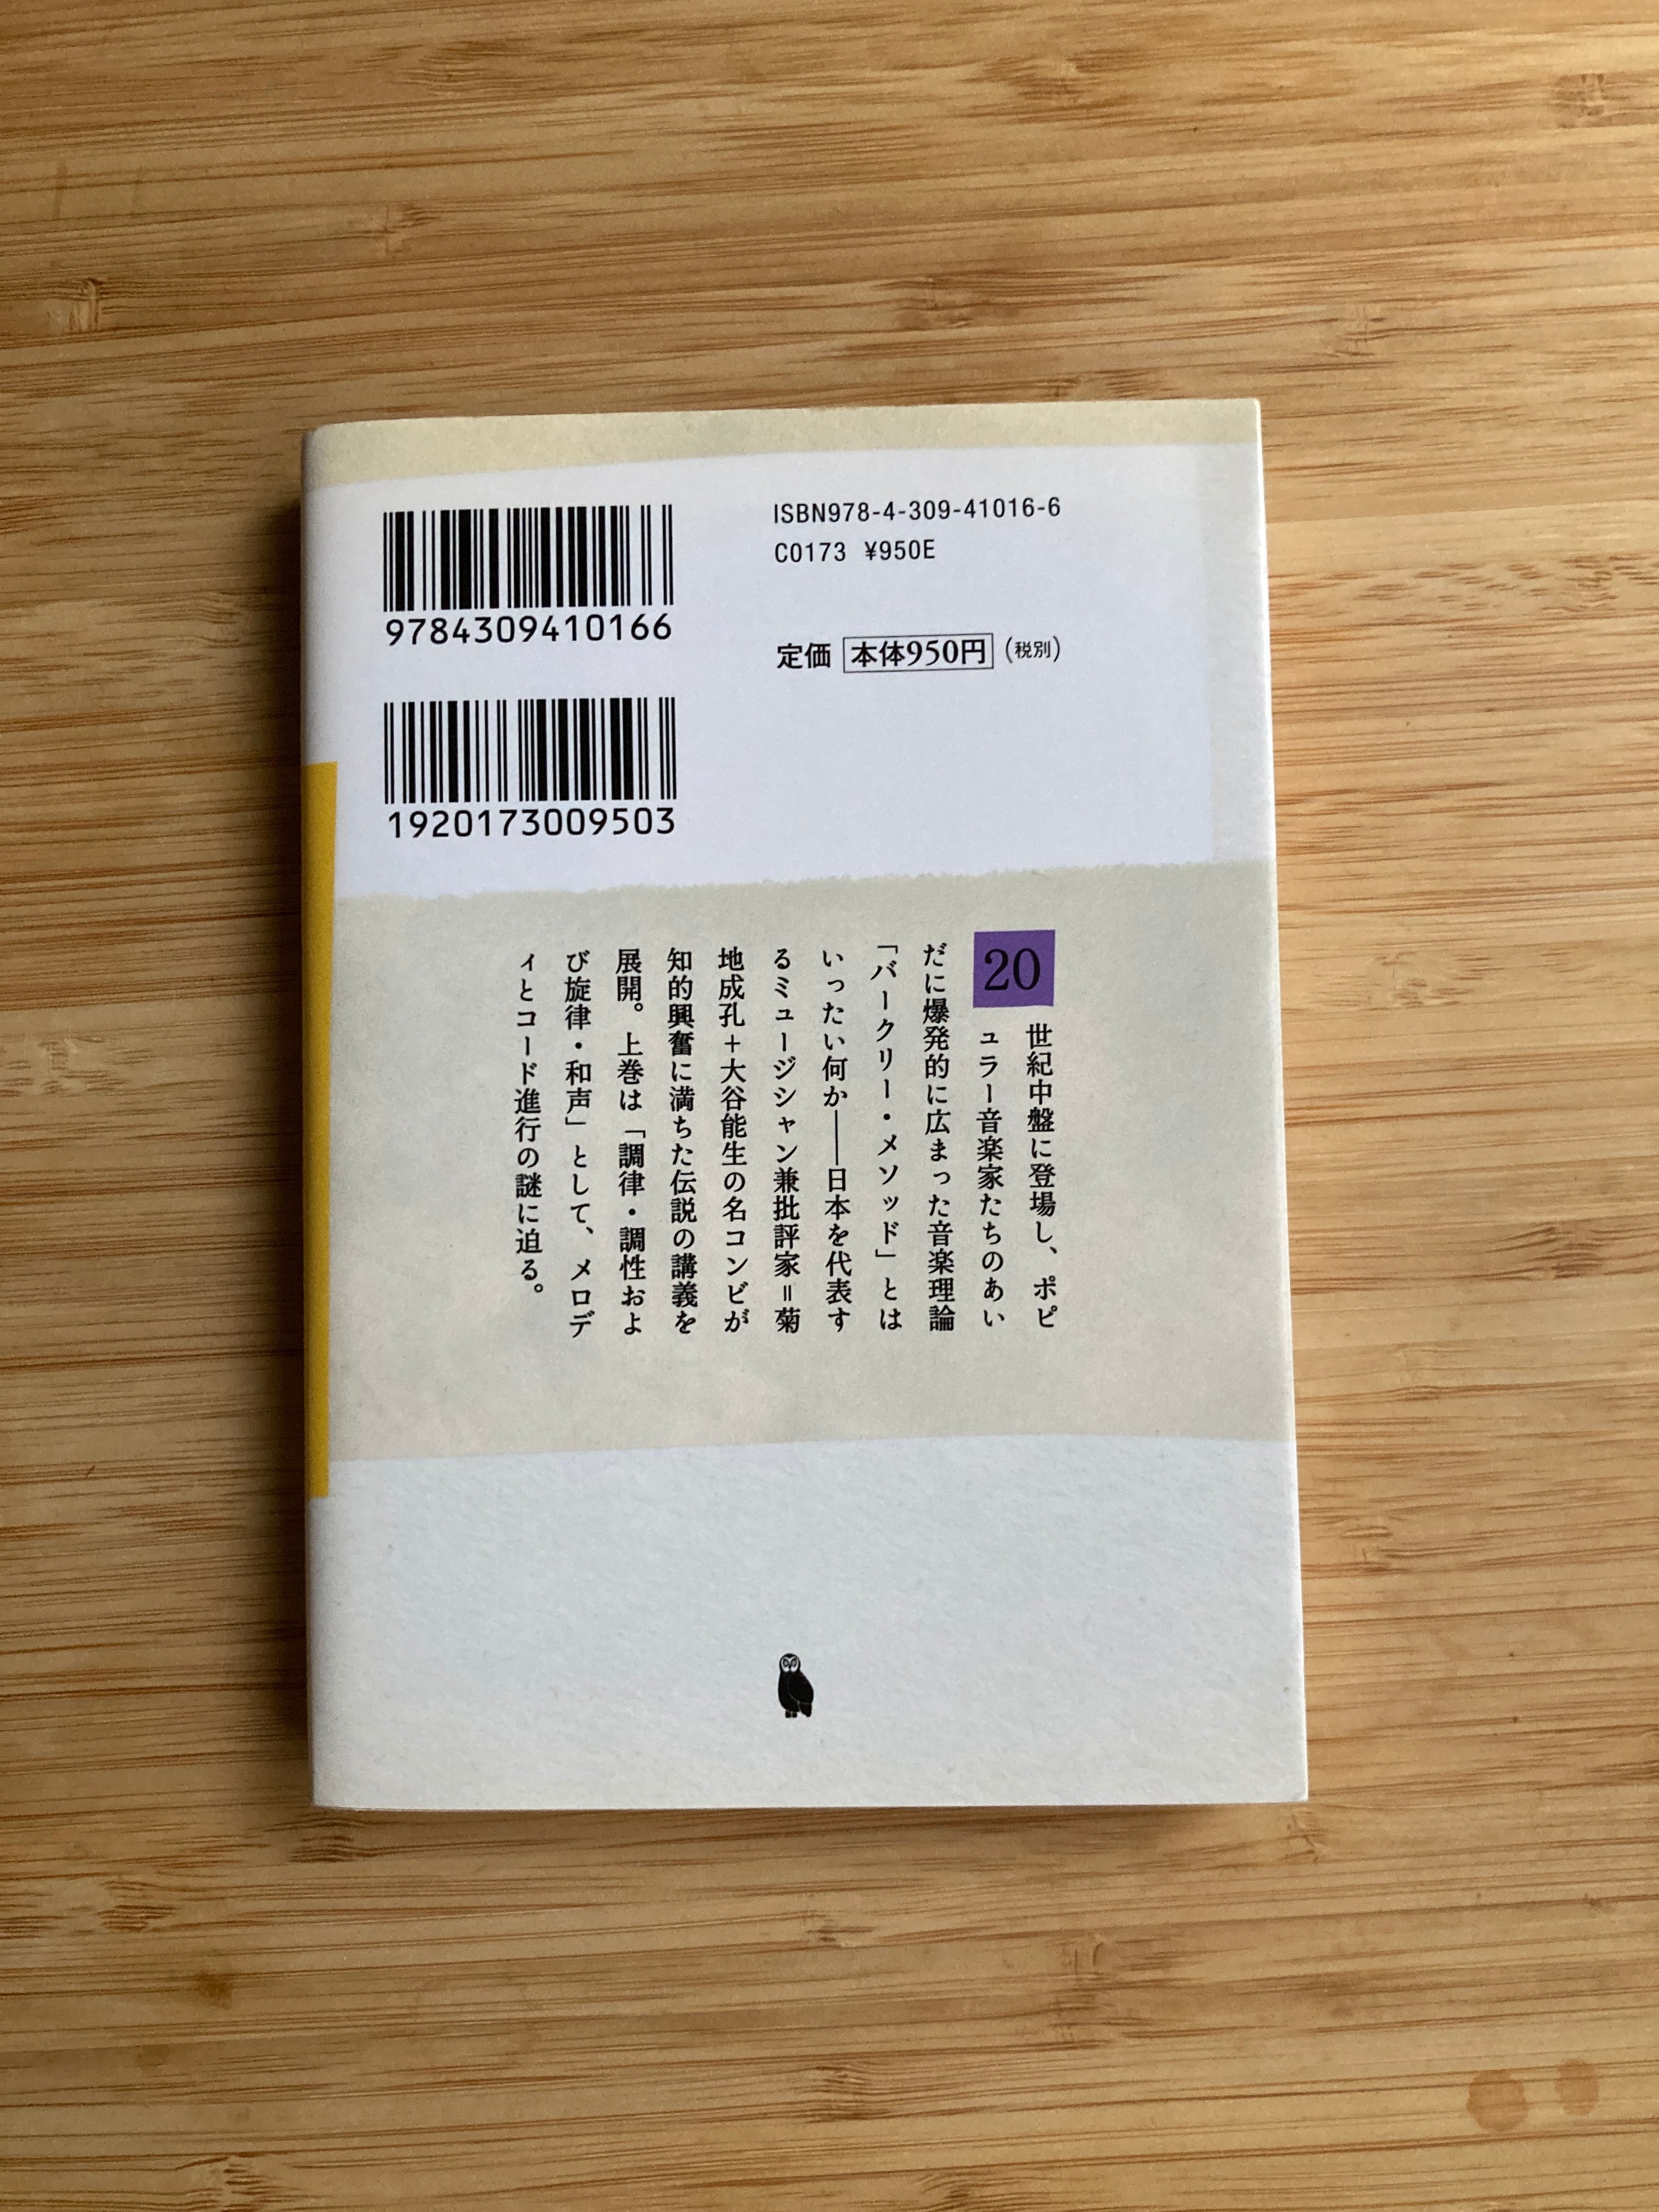 ISBN978-4-309-41016-6
C0173 ¥950E
定価 本体950円 (税別)
9784309410166
1920173009503
20世紀中盤に登場し、ポピ
ュラー音楽家たちのあい
だに爆発的に広まった音楽理論
「バークリー・メソッド」とは
いったい何か――日本を代表す
るミュージシャン兼批評家＝菊
地成孔＋大谷能生の名コンビが
知的興奮に満ちた伝説の講義を
展開。上巻は「調律・調性およ
び旋律・和声」として、メロデ
ィとコード進行の謎に迫る。